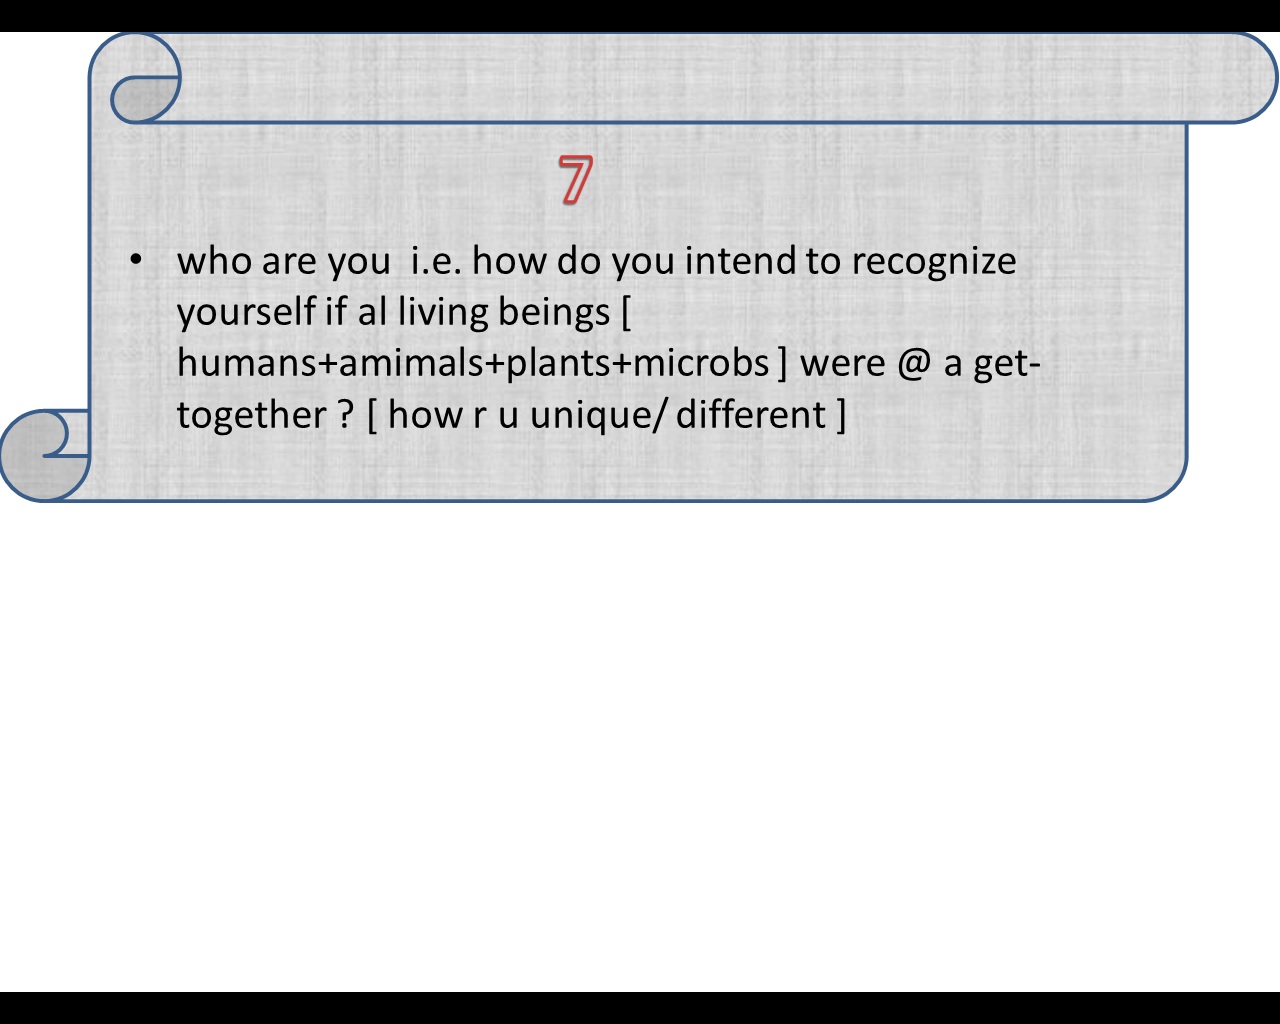 7
• who are you i.e. how do you intend to recognize
yourself if al living beings [
humans+amimals+plants+microbs ] were @ a get-
together ? [ how r u unique/ different ]